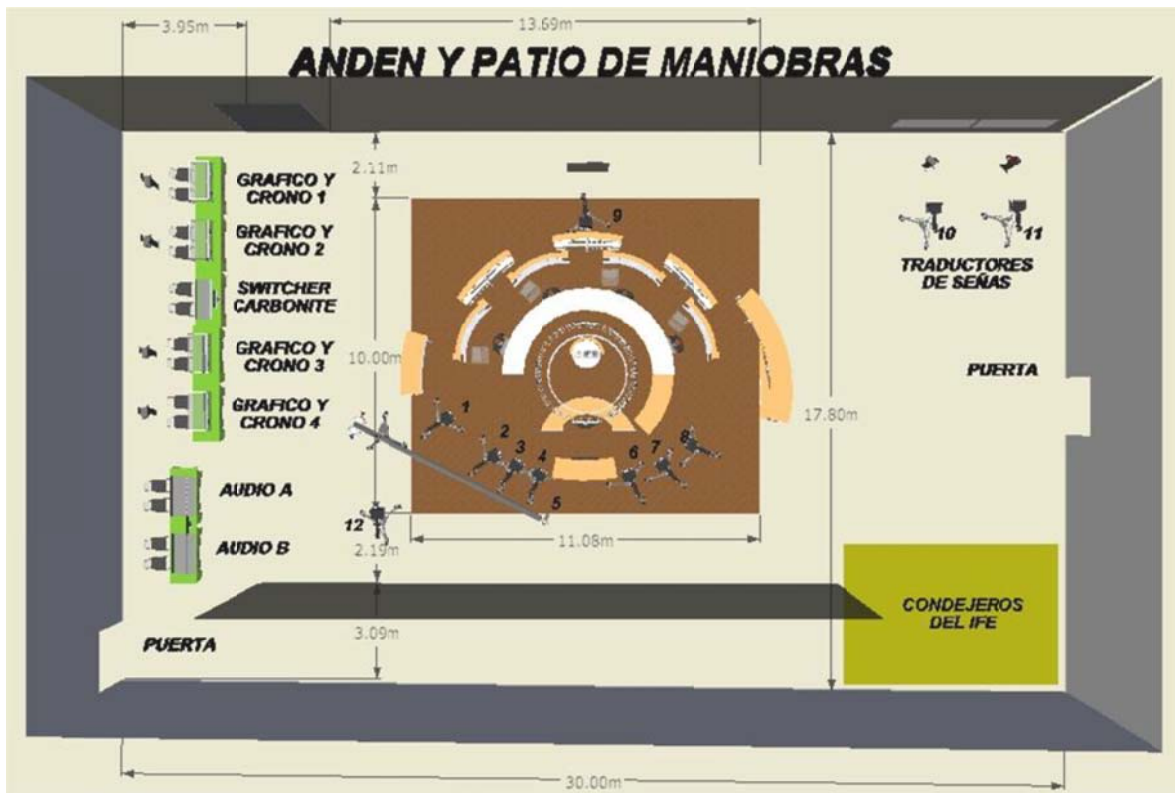 3.95m
13.69m
ANDEN Y PATIO DE MANIOBRAS
2.11m
GRAFICO Y
CRONO 1
GRAFICO Y
CRONO 2
SWITCHER
CARBONITE
GRAFICO Y
CRONO 3
GRAFICO Y
CRONO 4
AUDIO A
AUDIO B
PUERTA
10.00m
9
1
2
3
4
5
6
7
8
12
2.19m
11.08m
3.09m
17.80m
10
11
TRADUCTORES
DE SEÑAS
PUERTA
CONDEJEROS
DEL IFE
30.00m